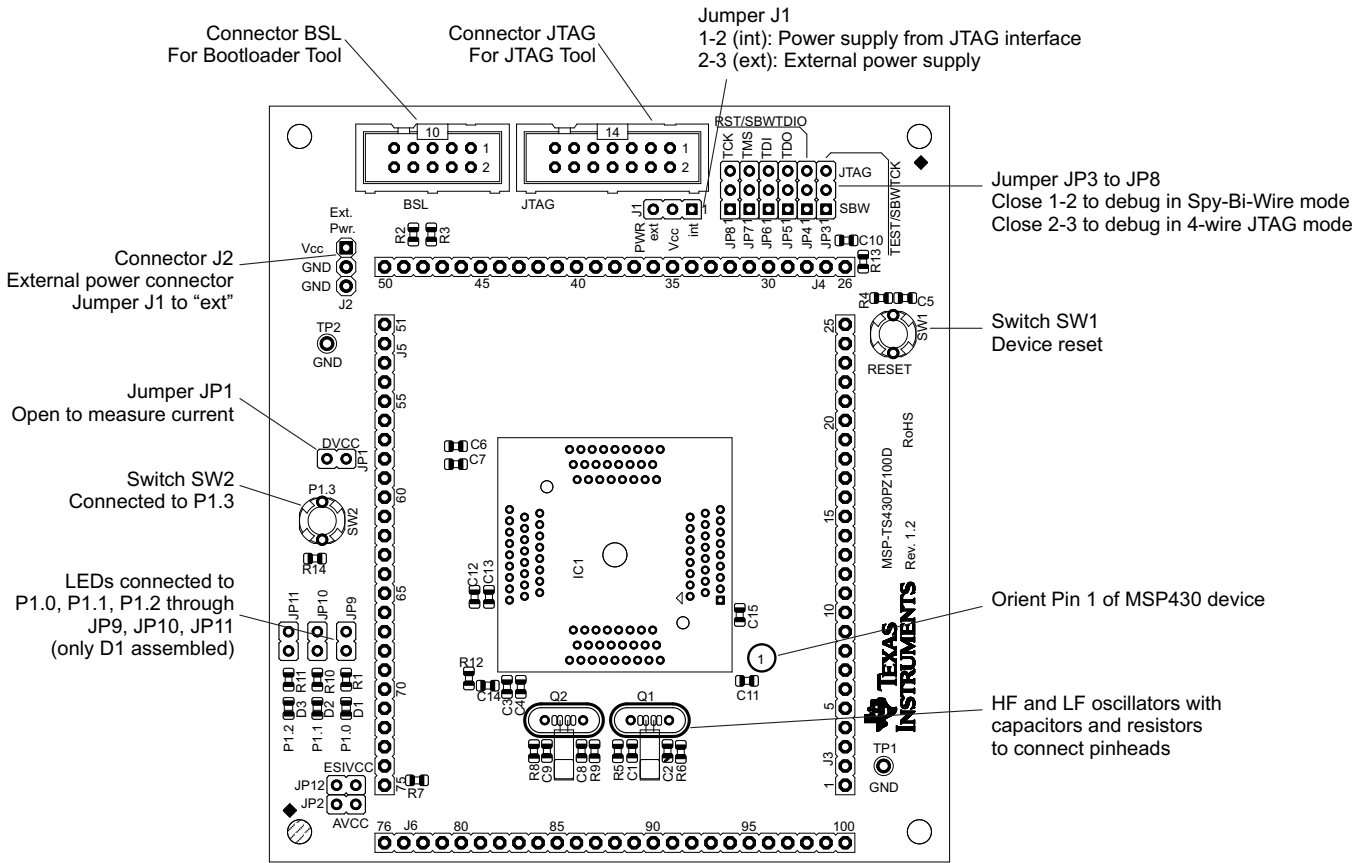 Jumper J1
1-2 (int): Power supply from JTAG interface
2-3 (ext): External power supply
Connector BSL
For Bootloader Tool
Connector JTAG
For JTAG Tool
Jumper JP3 to JP8
Close 1-2 to debug in Spy-Bi-Wire mode
Close 2-3 to debug in 4-wire JTAG mode
Connector J2
External power connector
Jumper J1 to “ext”
Switch SW1
Device reset
Jumper JP1
Open to measure current
Switch SW2
Connected to P1.3
LEDs connected to
P1.0, P1.1, P1.2 through
JP9, JP10, JP11
(only D1 assembled)
Orient Pin 1 of MSP430 device
HF and LF oscillators with
capacitors and resistors
to connect pinheads
10
1
2
BSL
14
1
2
JTAG
RST/SBWTDIO
TCK
TMS
TDI
TDO
JTAG
SBW
TEST/SBWTCK
JP8 1
JP7 1
JP6 1
JP5 1
JP4 1
JP3 1
J1
1
PWR
ext
Vcc
int
R2
R3
C10
R13
Ext.
Pwr.
Vcc
GND
GND
J2
50
45
40
35
30
J4
26
R4
C5
SW1
RESET
TP2
GND
51
J5
55
60
65
70
75
25
20
15
10
5
J3
1
DVCC
JP1
P1.3
SW2
R14
C6
C7
C12
C13
IC1
C15
1
C11
JP11
JP10
JP9
R11
R10
R1
D3
D2
D1
P1.2
P1.1
P1.0
R12
C14
C3
C4
Q2
Q1
R8
C9
C8
R9
R5
C1
C2
R6
ESIVCC
JP12
JP2
AVCC
R7
MSP-TS430PZ100D
Rev. 1.2
RoHS
TEXAS
INSTRUMENTS
TP1
GND
76
J6
80
85
90
95
100